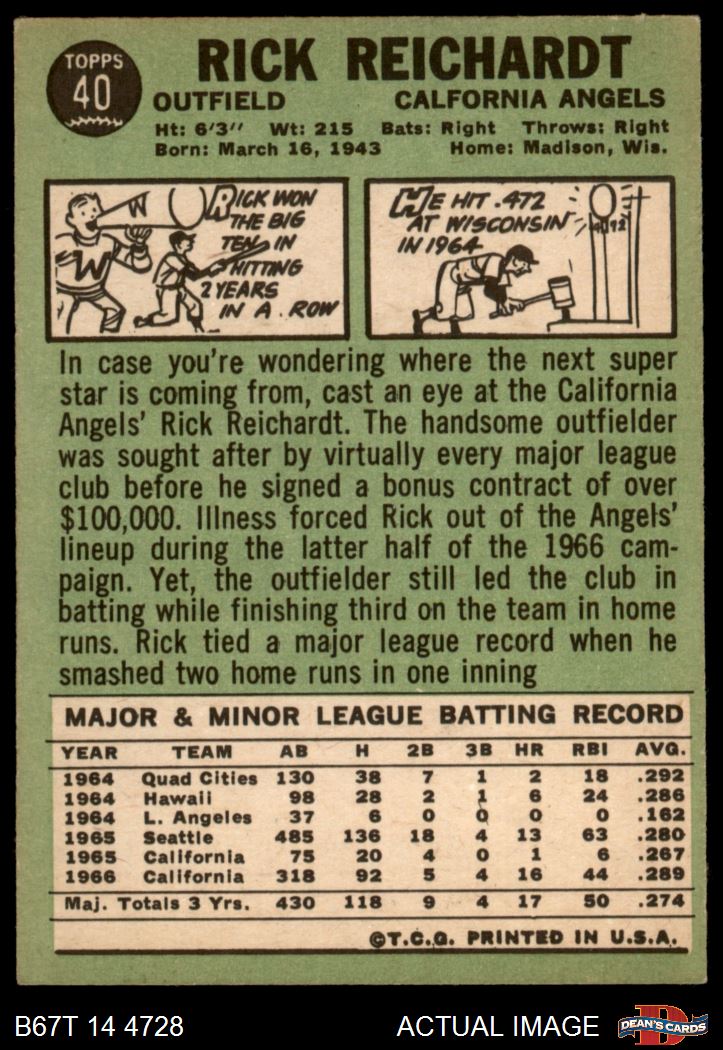 TOPPS
40
RICK REICHARDT
OUTFIELD CALFORNIA ANGELS
Ht: 6'3" Wt: 215 Bats: Right Throws: Right
Born: March 16, 1943 Home: Madison, Wis.
W
W
RICK WON
THE BIG
TEN IN
HITTING
2 YEARS
IN A ROW
HE HIT .472
AT WISCONSIN
IN 1964
In case you're wondering where the next super
star is coming from, cast an eye at the California
Angels' Rick Reichardt. The handsome outfielder
was sought after by virtually every major league
club before he signed a bonus contract of over
$100,000. Illness forced Rick out of the Angels'
lineup during the latter half of the 1966 cam-
paign. Yet, the outfielder still led the club in
batting while finishing third on the team in home
runs. Rick tied a major league record when he
smashed two home runs in one inning
MAJOR & MINOR LEAGUE BATTING RECORD
YEAR TEAM AB H 2B 3B HR RBI AVG.
1964 Quad Cities 130 38 7 1 2 18 .292
1964 Hawaii 98 28 2 1 6 24 .286
1964 L. Angeles 37 6 0 0 0 0 .162
1965 Seattle 485 136 18 4 13 63 .280
1965 California 75 20 4 0 1 6 .267
1966 California 318 92 5 4 16 44 .289
Maj. Totals 3 Yrs. 430 118 9 4 17 50 .274
©T.C.G. PRINTED IN U.S.A.
B67T 14 4728 ACTUAL IMAGE
DEAN'S CARDS